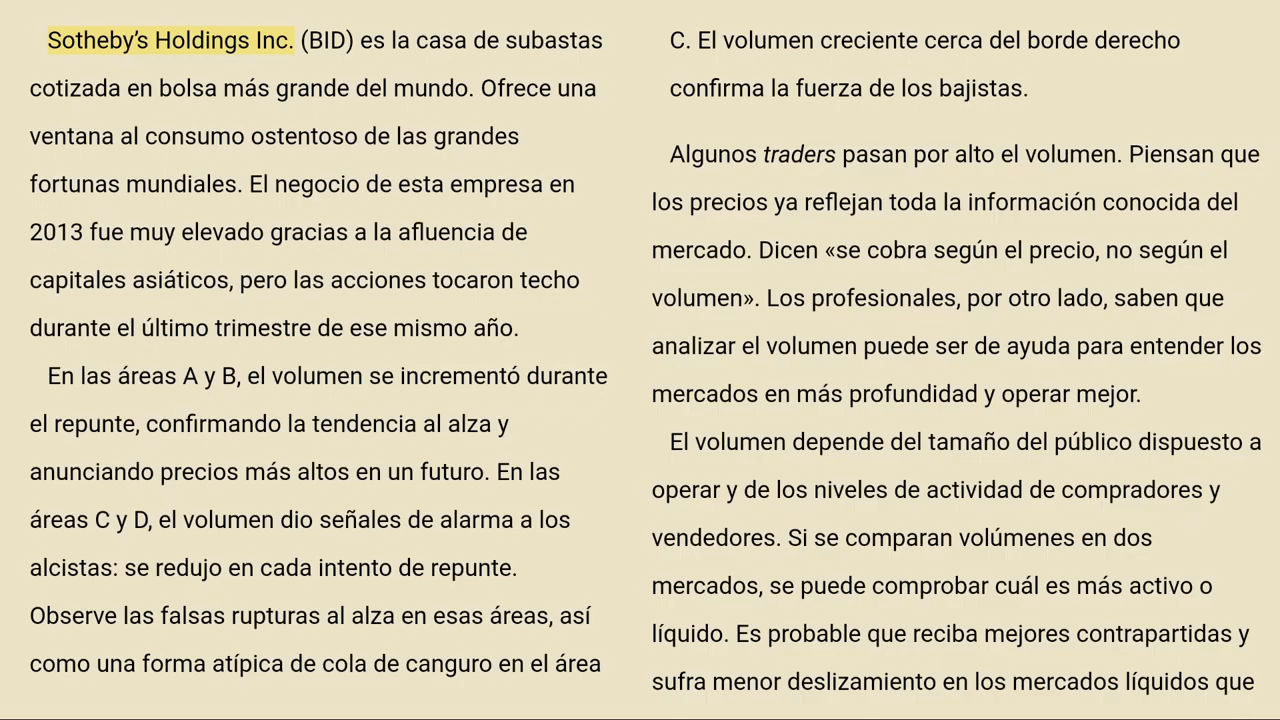 Sotheby’s Holdings Inc. (BID) es la casa de subastas
cotizada en bolsa más grande del mundo. Ofrece una
ventana al consumo ostentoso de las grandes
fortunas mundiales. El negocio de esta empresa en
2013 fue muy elevado gracias a la afluencia de
capitales asiáticos, pero las acciones tocaron techo
durante el último trimestre de ese mismo año.
En las áreas A y B, el volumen se incrementó durante
el repunte, confirmando la tendencia al alza y
anunciando precios más altos en un futuro. En las
áreas C y D, el volumen dio señales de alarma a los
alcistas: se redujo en cada intento de repunte.
Observe las falsas rupturas al alza en esas áreas, así
como una forma atípica de cola de canguro en el área
C. El volumen creciente cerca del borde derecho
confirma la fuerza de los bajistas.
Algunos traders pasan por alto el volumen. Piensan que
los precios ya reflejan toda la información conocida del
mercado. Dicen «se cobra según el precio, no según el
volumen». Los profesionales, por otro lado, saben que
analizar el volumen puede ser de ayuda para entender los
mercados en más profundidad y operar mejor.
El volumen depende del tamaño del público dispuesto a
operar y de los niveles de actividad de compradores y
vendedores. Si se comparan volúmenes en dos
mercados, se puede comprobar cuál es más activo o
líquido. Es probable que reciba mejores contrapartidas y
sufra menor deslizamiento en los mercados líquidos que